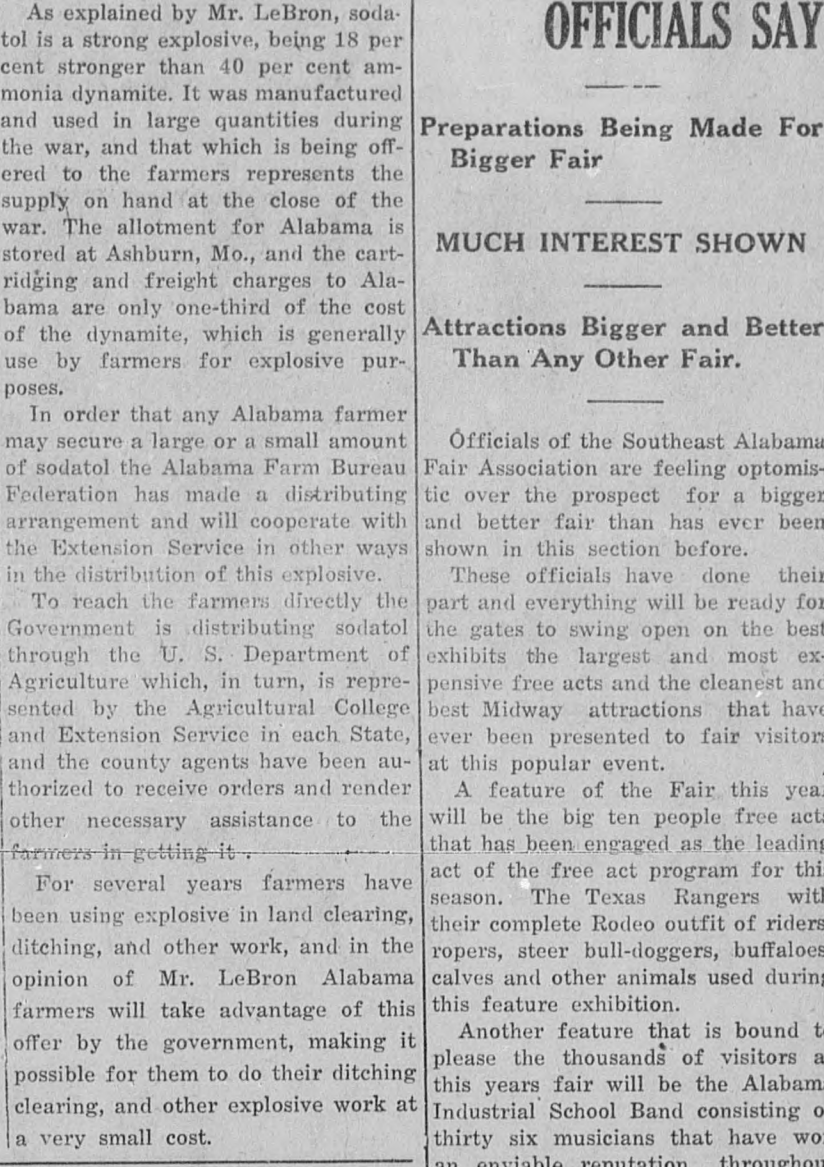 As explained by Mr. LeBron, soda-
tol is a strong explosive, being 18 per
cent stronger than 40 per cent am-
monia dynamite. It was manufactured
and used in large quantities during
the war, and that which is being off-
ered to the farmers represents the
supply on hand at the close of the
war. The allotment for Alabama is
stored at Ashburn, Mo., and the cart-
ridging and freight charges to Ala-
bama are only one-third of the cost
of the dynamite, which is generally
use by farmers for explosive pur-
poses.
In order that any Alabama farmer
may secure a large or a small amount
of sodatol the Alabama Farm Bureau
Federation has made a distributing
arrangement and will cooperate with
the Extension Service in other ways
in the distribution of this explosive.
To reach the farmers directly the
Government is distributing sodatol
through the U. S. Department of
Agriculture which, in turn, is repre-
sented by the Agricultural College
and Extension Service in each State,
and the county agents have been au-
thorized to receive orders and render
other necessary assistance to the
farmers in getting it .
For several years farmers have
been using explosive in land clearing,
ditching, and other work, and in the
opinion of Mr. LeBron Alabama
farmers will take advantage of this
offer by the government, making it
possible for them to do their ditching
clearing, and other explosive work at
a very small cost.
OFFICIALS SAY
Preparations Being Made For
Bigger Fair
MUCH INTEREST SHOWN
Attractions Bigger and Better
Than Any Other Fair.
Officials of the Southeast Alabama
Fair Association are feeling optomis-
tic over the prospect for a bigger
and better fair than has ever been
shown in this section before.
These officials have done their
part and everything will be ready for
the gates to swing open on the best
exhibits the largest and most ex-
pensive free acts and the cleanest and
best Midway attractions that have
ever been presented to fair visitors
at this popular event.
A feature of the Fair this year
will be the big ten people free acts
that has been engaged as the leading
act of the free act program for this
season. The Texas Rangers with
their complete Rodeo outfit of riders
ropers, steer bull-doggers, buffaloes
calves and other animals used during
this feature exhibition.
Another feature that is bound t
please the thousands of visitors a
this years fair will be the Alabam
Industrial School Band consisting o
thirty six musicians that have wo
an enviable reputation throughou